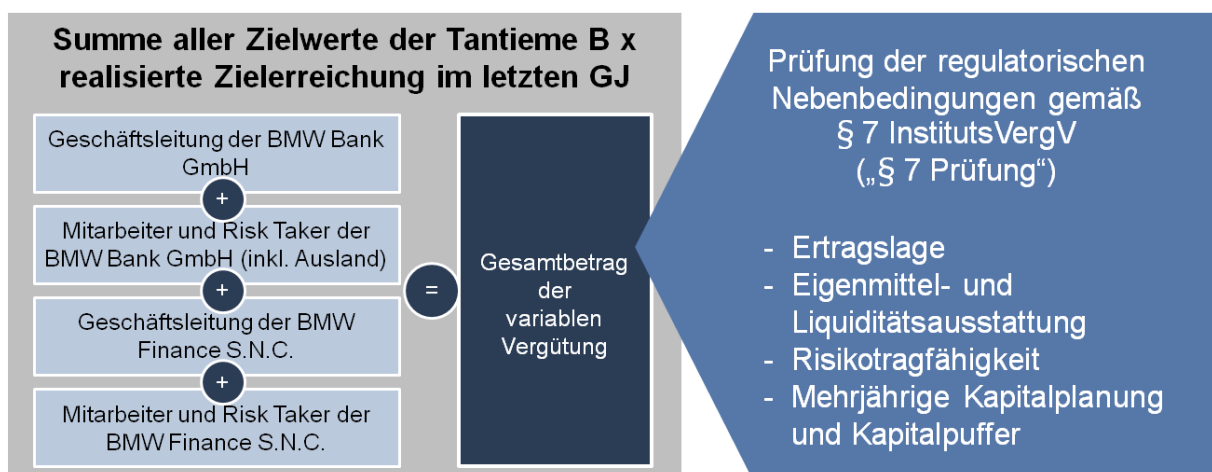 Summe aller Zielwerte der Tantieme B x
realisierte Zielerreichung im letzten GJ
Geschäftsleitung der BMW Bank
GmbH
+
Mitarbeiter und Risk Taker der
BMW Bank GmbH (inkl. Ausland)
+
Geschäftsleitung der BMW
Finance S.N.C.
+
Mitarbeiter und Risk Taker der
BMW Finance S.N.C.
=
Gesamtbetrag
der
variablen
Vergütung
Prüfung der regulatorischen
Nebenbedingungen gemäß
§ 7 InstitutsVergV
(„§ 7 Prüfung“)
- Ertragslage
- Eigenmittel- und
Liquiditätsausstattung
- Risikotragfähigkeit
- Mehrjährige Kapitalplanung
und Kapitalpuffer